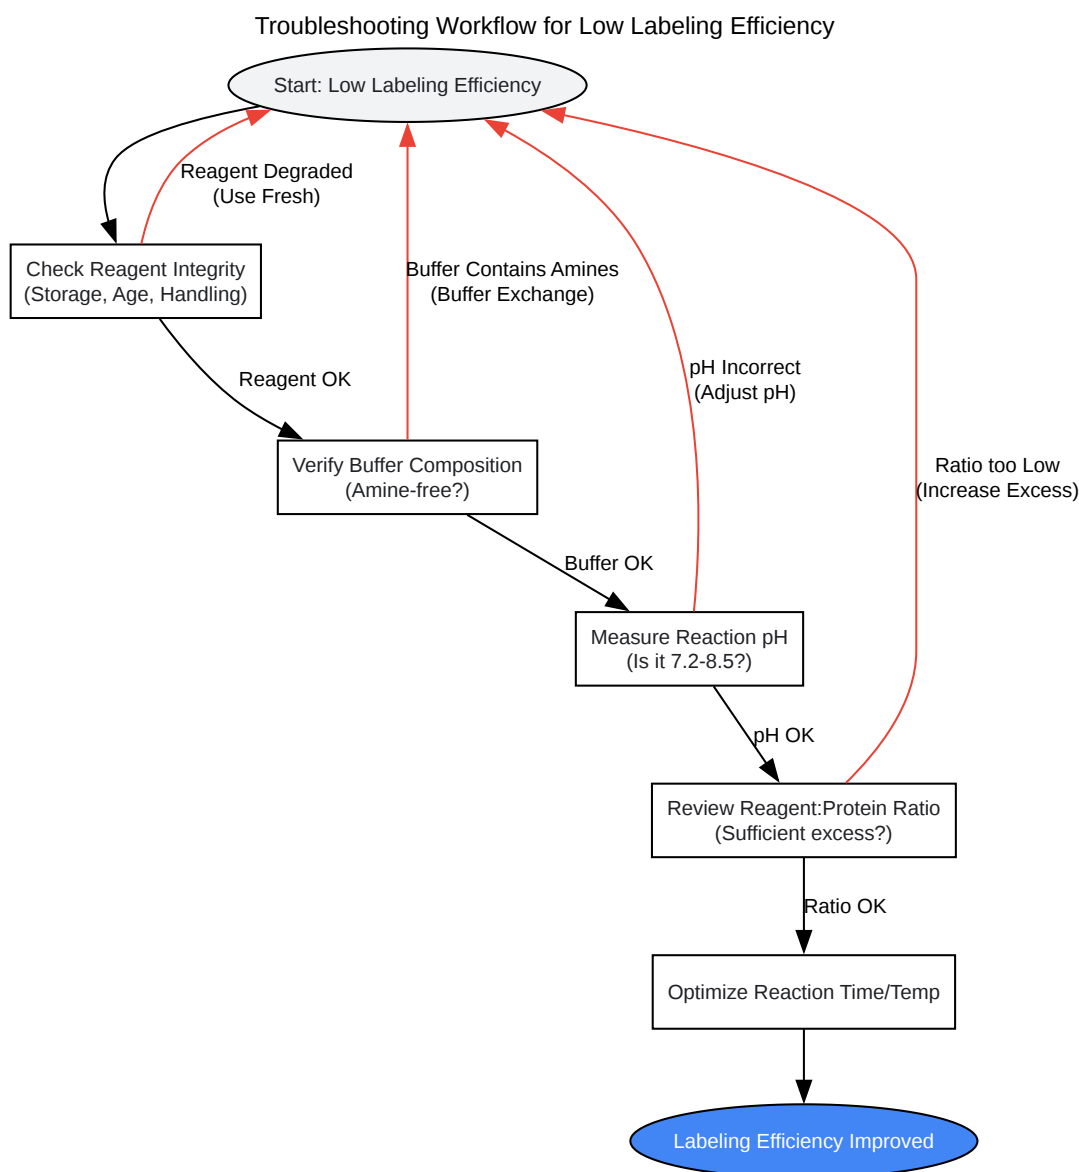 Troubleshooting Workflow for Low Labeling Efficiency
Start: Low Labeling Efficiency
Reagent Degraded
(Use Fresh)
Check Reagent Integrity
(Storage, Age, Handling)
Buffer Contains Amines
(Buffer Exchange)
Reagent OK
pH Incorrect
(Adjust pH)
Verify Buffer Composition
(Amine-free?)
Ratio too Low
(Increase Excess)
Buffer OK
Measure Reaction pH
(Is it 7.2-8.5?)
pH OK
Review Reagent:Protein Ratio
(Sufficient excess?)
Ratio OK
Optimize Reaction Time/Temp
Labeling Efficiency Improved